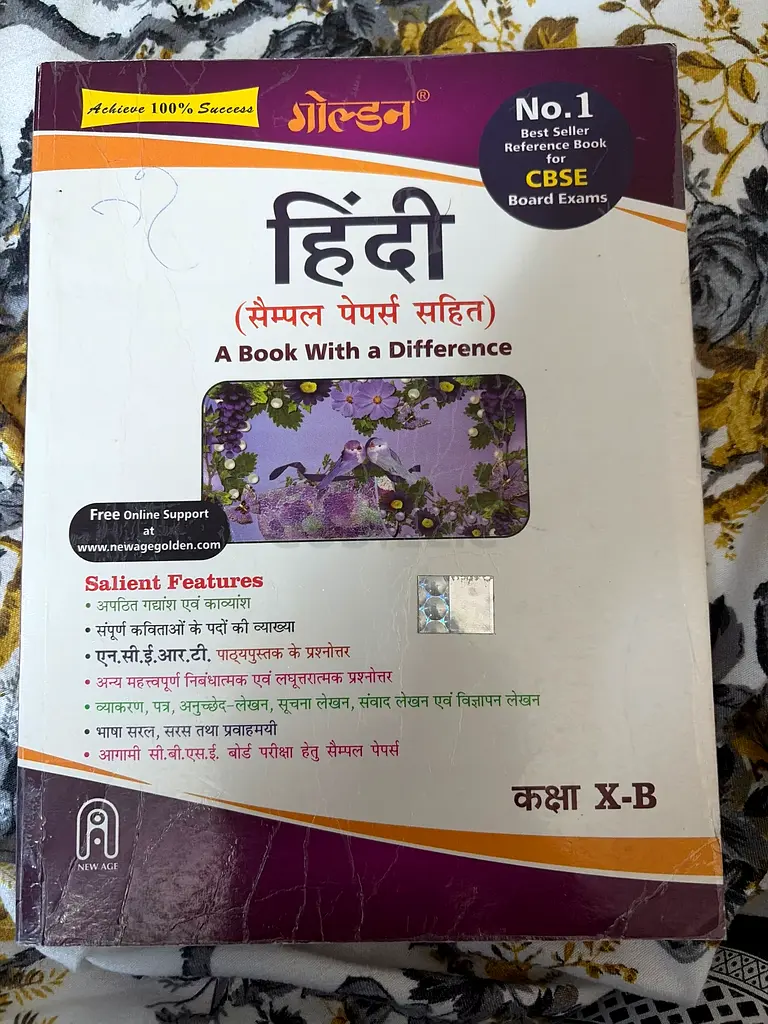 Achieve 100% Success
गोल्डन®
No.1
Best Seller
Reference Book
for
CBSE
Board Exams
हिंदी
(सैम्पल पेपर्स सहित)
A Book With a Difference
Free Online Support
at
www.newagegolden.com
Salient Features
• अपठित गद्यांश एवं काव्यांश
• संपूर्ण कविताओं के पदों की व्याख्या
• एन.सी.ई.आर.टी. पाठ्यपुस्तक के प्रश्नोत्तर
• अन्य महत्त्वपूर्ण निबंधात्मक एवं लघूत्तरात्मक प्रश्नोत्तर
• व्याकरण, पत्र, अनुच्छेद-लेखन, सूचना लेखन, संवाद लेखन एवं विज्ञापन लेखन
• भाषा सरल, सरस तथा प्रवाहमयी
• आगामी सी.बी.एस.ई. बोर्ड परीक्षा हेतु सैम्पल पेपर्स
कक्षा X-B
NEW AGE